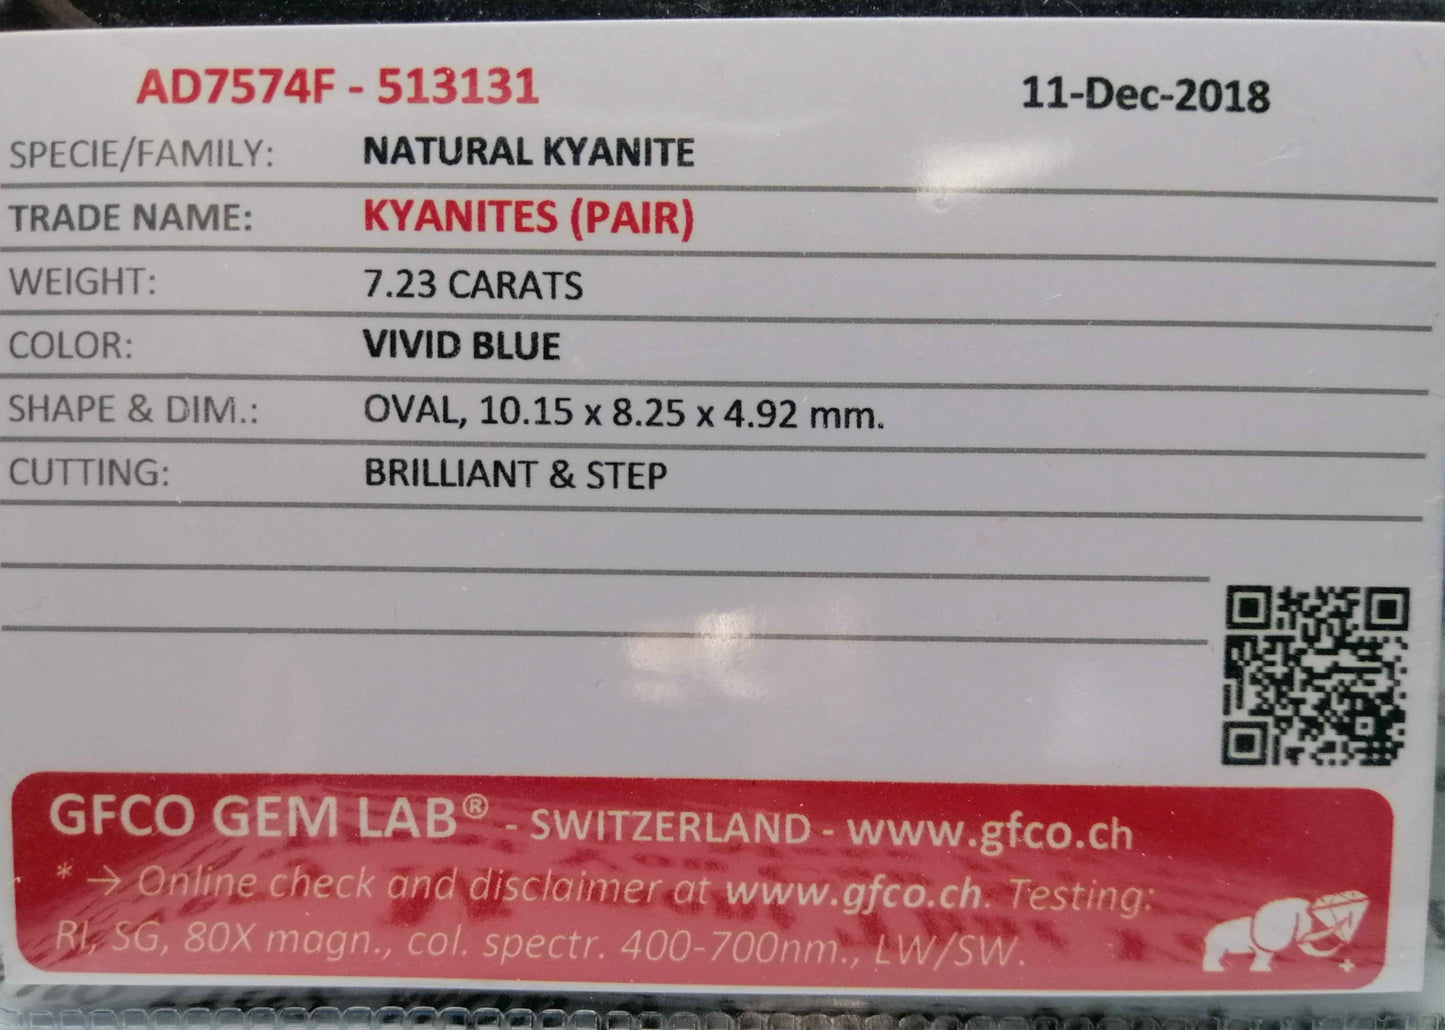 AD7574F - 513131 11-Dec-2018
SPECIE/FAMILY: NATURAL KYANITE
TRADE NAME: KYANITES (PAIR)
WEIGHT: 7.23 CARATS
COLOR: VIVID BLUE
SHAPE & DIM.: OVAL, 10.15 x 8.25 x 4.92 mm.
CUTTING: BRILLIANT & STEP
GFCO GEM LAB® - SWITZERLAND - www.gfco.ch
* → Online check and disclaimer at www.gfco.ch. Testing:
RI, SG, 80X magn., col. spectr. 400-700nm., LW/SW.